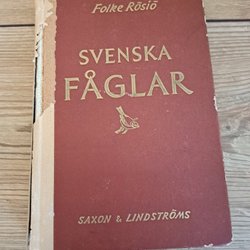 Folke Rösiö
SVENSKA
FÅGLAR
SAXON & LINDSTRÖMS